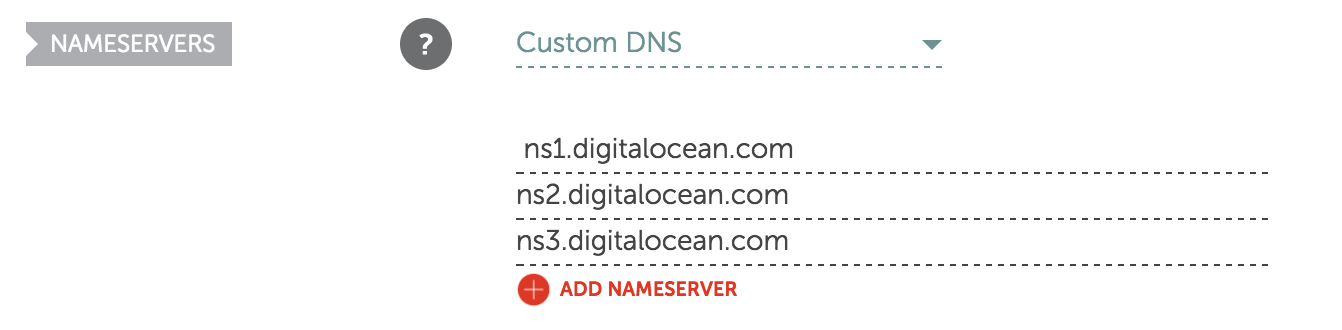 NAMESERVERS
?
Custom DNS
ns1.digitalocean.com
ns2.digitalocean.com
ns3.digitalocean.com
ADD NAMESERVER